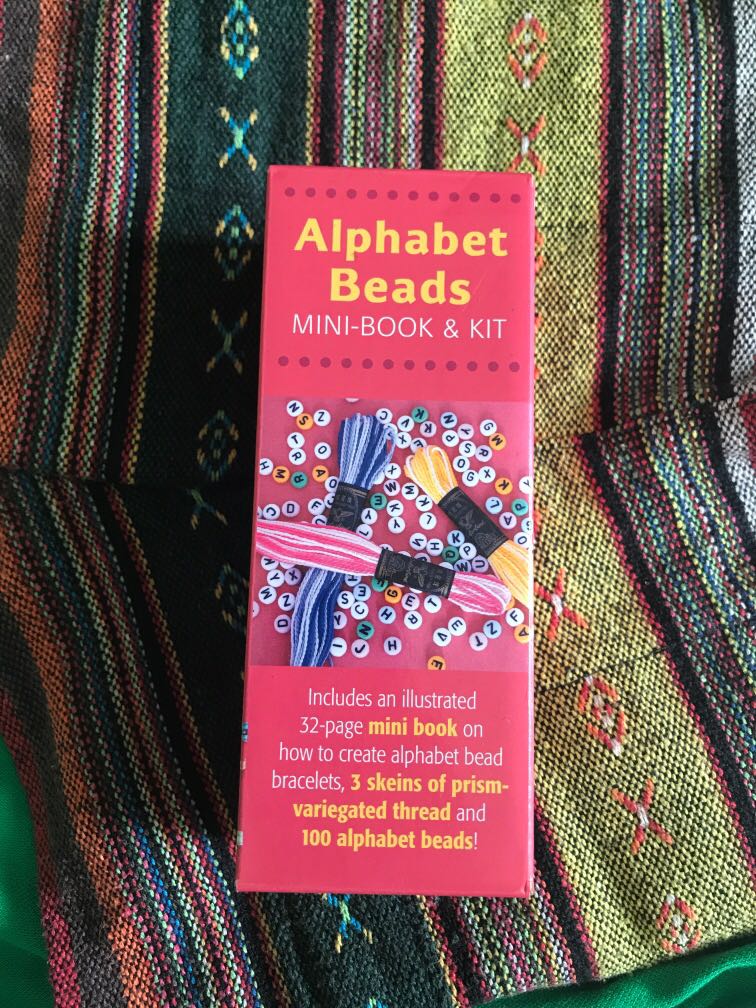 Alphabet
Beads
MINI-BOOK & KIT
Includes an illustrated
32-page mini book on
how to create alphabet bead
bracelets, 3 skeins of prism-
variegated thread and
100 alphabet beads!